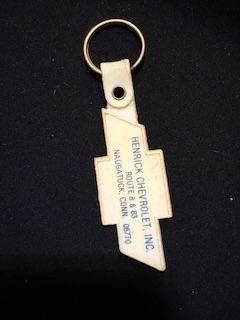 HENRICK CHEVROLET, INC.
ROUTE 8 & 63
NAUGATUCK, CONN. 06770